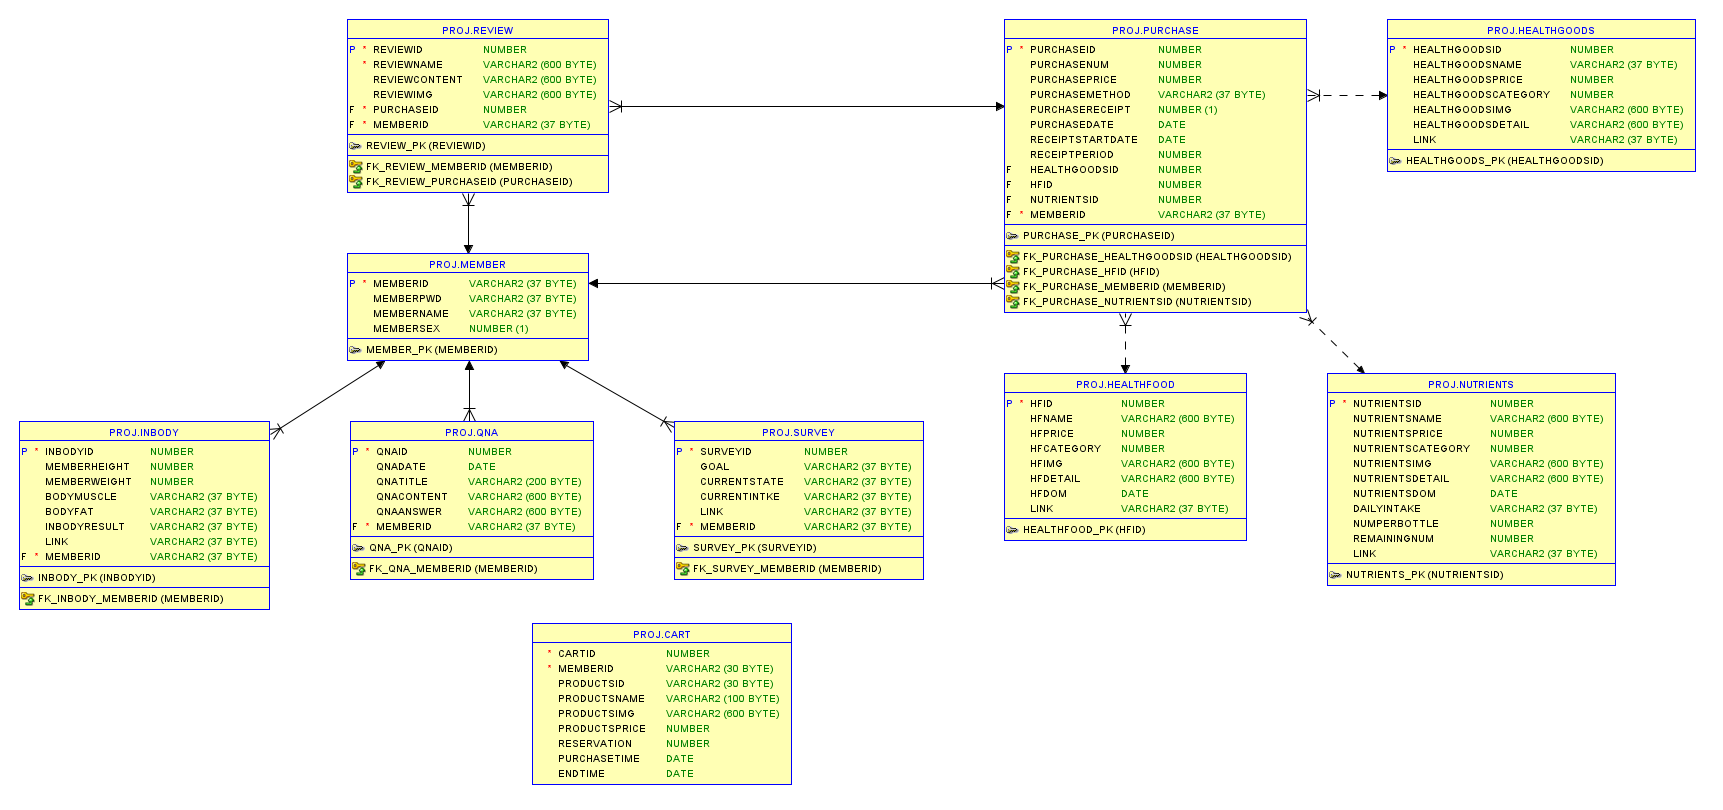 PROJ.REVIEW
P * REVIEWID NUMBER
* REVIEWNAME VARCHAR2 (600 BYTE)
REVIEWCONTENT VARCHAR2 (600 BYTE)
REVIEWIMG VARCHAR2 (600 BYTE)
F * PURCHASEID NUMBER
F * MEMBERID VARCHAR2 (37 BYTE)
REVIEW_PK (REVIEWID)
FK_REVIEW_MEMBERID (MEMBERID)
FK_REVIEW_PURCHASEID (PURCHASEID)
PROJ.PURCHASE
P * PURCHASEID NUMBER
PURCHASENUM NUMBER
PURCHASEPRICE NUMBER
PURCHASEMETHOD VARCHAR2 (37 BYTE)
PURCHASERECEIPT NUMBER (1)
PURCHASEDATE DATE
RECEIPTSTARTDATE DATE
RECEIPTPERIOD NUMBER
F HEALTHGOODSID NUMBER
F HFID NUMBER
F NUTRIENTSID NUMBER
F * MEMBERID VARCHAR2 (37 BYTE)
PURCHASE_PK (PURCHASEID)
FK_PURCHASE_HEALTHGOODSID (HEALTHGOODSID)
FK_PURCHASE_HFID (HFID)
FK_PURCHASE_MEMBERID (MEMBERID)
FK_PURCHASE_NUTRIENTSID (NUTRIENTSID)
PROJ.HEALTHGOODS
P * HEALTHGOODSID NUMBER
HEALTHGOODSNAME VARCHAR2 (37 BYTE)
HEALTHGOODSPRICE NUMBER
HEALTHGOODSCATEGORY NUMBER
HEALTHGOODSIMG VARCHAR2 (600 BYTE)
HEALTHGOODSDETAIL VARCHAR2 (600 BYTE)
LINK VARCHAR2 (37 BYTE)
HEALTHGOODS_PK (HEALTHGOODSID)
PROJ.MEMBER
P * MEMBERID VARCHAR2 (37 BYTE)
MEMBERPWD VARCHAR2 (37 BYTE)
MEMBERNAME VARCHAR2 (37 BYTE)
MEMBERSEX NUMBER (1)
MEMBER_PK (MEMBERID)
PROJ.INBODY
P * INBODYID NUMBER
MEMBERHEIGHT NUMBER
MEMBERWEIGHT NUMBER
BODYMUSCLE VARCHAR2 (37 BYTE)
BODYFAT VARCHAR2 (37 BYTE)
INBODYRESULT VARCHAR2 (37 BYTE)
LINK VARCHAR2 (37 BYTE)
F * MEMBERID VARCHAR2 (37 BYTE)
INBODY_PK (INBODYID)
FK_INBODY_MEMBERID (MEMBERID)
PROJ.QNA
P * QNAID NUMBER
QNADATE DATE
QNATITLE VARCHAR2 (200 BYTE)
QNACONTENT VARCHAR2 (600 BYTE)
QNAANSWER VARCHAR2 (600 BYTE)
F * MEMBERID VARCHAR2 (37 BYTE)
QNA_PK (QNAID)
FK_QNA_MEMBERID (MEMBERID)
PROJ.SURVEY
P * SURVEYID NUMBER
GOAL VARCHAR2 (37 BYTE)
CURRENTSTATE VARCHAR2 (37 BYTE)
CURRENTINTKE VARCHAR2 (37 BYTE)
LINK VARCHAR2 (37 BYTE)
F * MEMBERID VARCHAR2 (37 BYTE)
SURVEY_PK (SURVEYID)
FK_SURVEY_MEMBERID (MEMBERID)
PROJ.HEALTHFOOD
P * HFID NUMBER
HFNAME VARCHAR2 (600 BYTE)
HFPRICE NUMBER
HFCATEGORY NUMBER
HFIMG VARCHAR2 (600 BYTE)
HFDETAIL VARCHAR2 (600 BYTE)
HFDOM DATE
LINK VARCHAR2 (37 BYTE)
HEALTHFOOD_PK (HFID)
PROJ.NUTRIENTS
P * NUTRIENTSID NUMBER
NUTRIENTSNAME VARCHAR2 (600 BYTE)
NUTRIENTSPRICE NUMBER
NUTRIENTSCATEGORY NUMBER
NUTRIENTSIMG VARCHAR2 (600 BYTE)
NUTRIENTSDETAIL VARCHAR2 (600 BYTE)
NUTRIENTSDOM DATE
DAILYINTAKE VARCHAR2 (37 BYTE)
NUMPERBOTTLE NUMBER
REMAININGNUM NUMBER
LINK VARCHAR2 (37 BYTE)
NUTRIENTS_PK (NUTRIENTSID)
PROJ.CART
* CARTID NUMBER
* MEMBERID VARCHAR2 (30 BYTE)
PRODUCTSID VARCHAR2 (30 BYTE)
PRODUCTSNAME VARCHAR2 (100 BYTE)
PRODUCTSIMG VARCHAR2 (600 BYTE)
PRODUCTSPRICE NUMBER
RESERVATION NUMBER
PURCHASETIME DATE
ENDTIME DATE